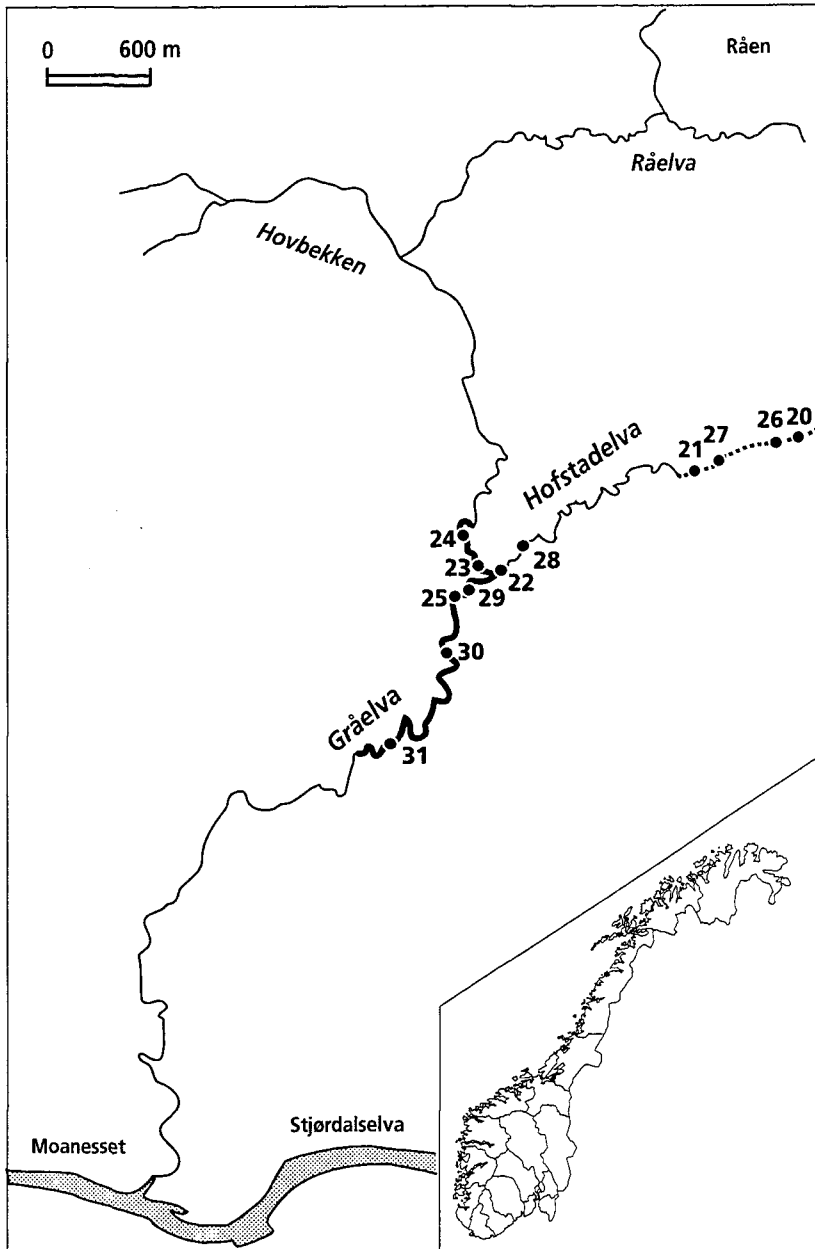 0 600 m
Råen
Råelva
Hovbekken
Hofstadelva
21 27 26 20
24
23
28
22
25 29
30
Gråelva
31
Stjørdalselva
Moanesset